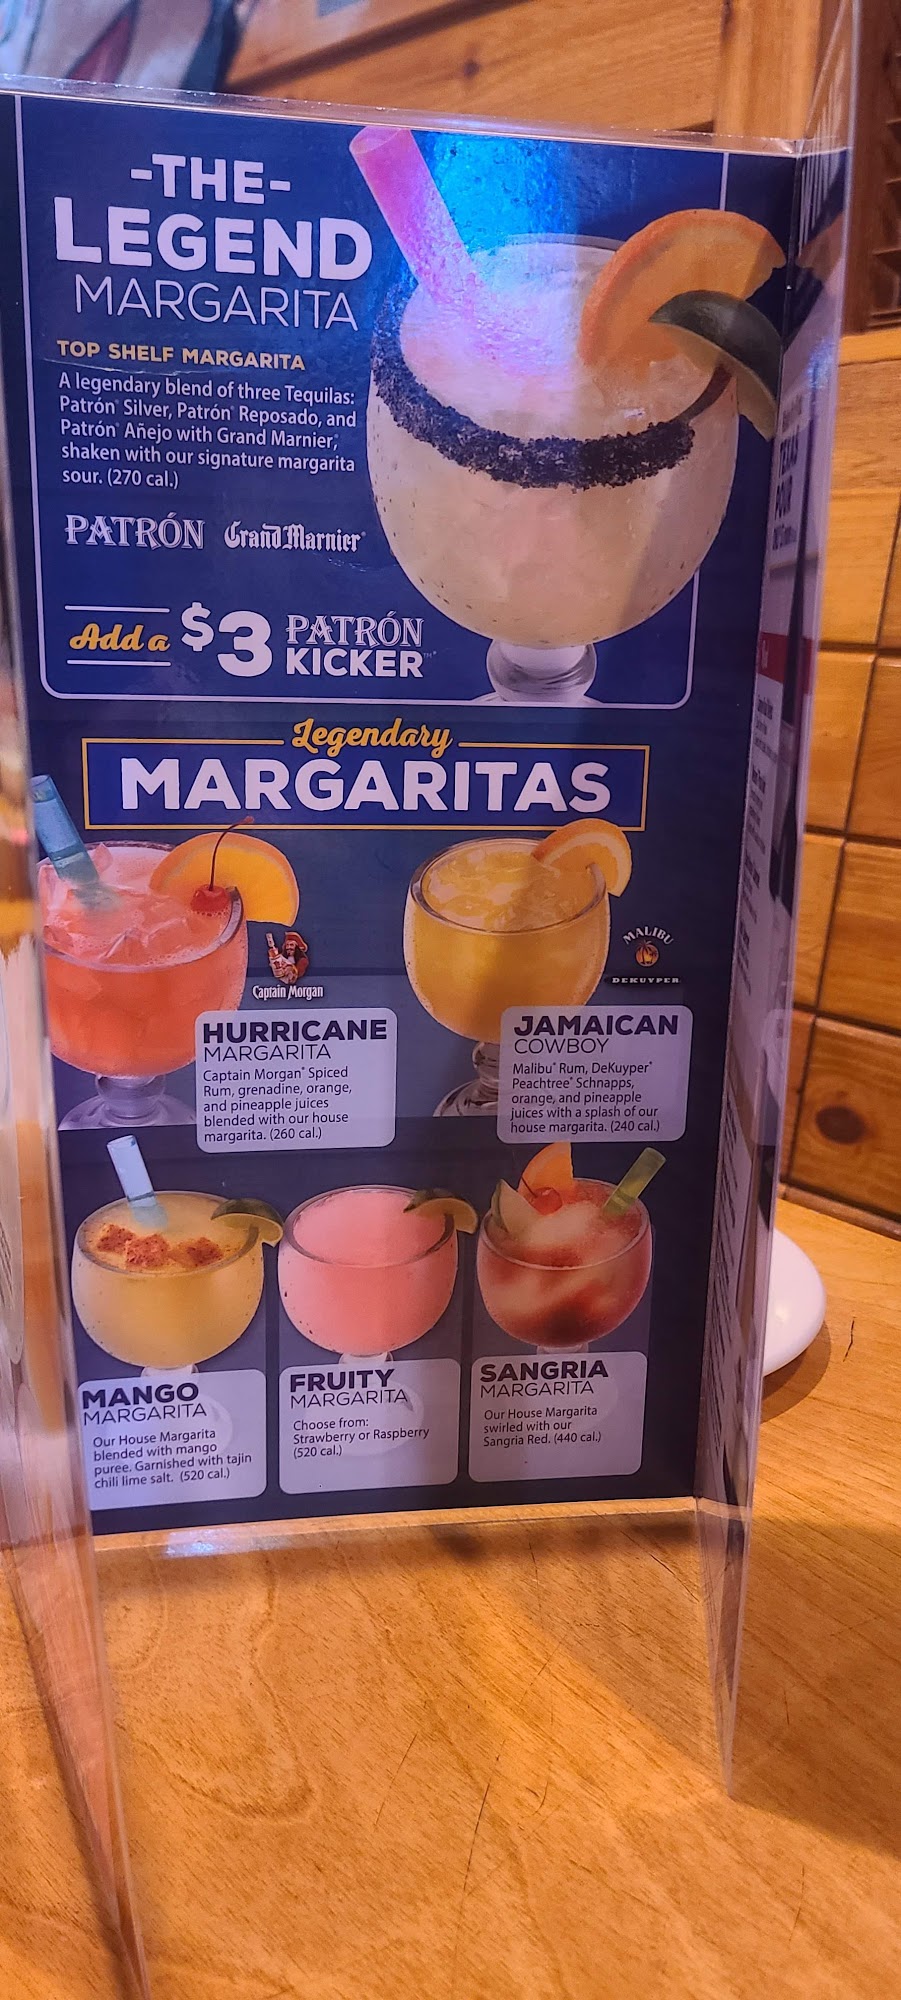 -THE-
LEGEND
MARGARITA
TOP SHELF MARGARITA
A legendary blend of three Tequilas:
Patrón® Silver, Patrón® Reposado, and
Patrón® Añejo with Grand Marnier,®
shaken with our signature margarita
sour. (270 cal.)
PATRÓN Grand Marnier®
Add a $3 PATRÓN
KICKER™
Legendary
MARGARITAS
Captain Morgan
HURRICANE
MARGARITA
Captain Morgan® Spiced
Rum, grenadine, orange,
and pineapple juices
blended with our house
margarita. (260 cal.)
MALIBU
DEKUYPER
JAMAICAN
COWBOY
Malibu® Rum, DeKuyper®
Peachtree® Schnapps,
orange, and pineapple
juices with a splash of our
house margarita. (240 cal.)
MANGO
MARGARITA
Our House Margarita
blended with mango
puree. Garnished with tajin
chili lime salt. (520 cal.)
FRUITY
MARGARITA
Choose from:
Strawberry or Raspberry
(520 cal.)
SANGRIA
MARGARITA
Our House Margarita
swirled with our
Sangria Red. (440 cal.)
TEXAS
POUR